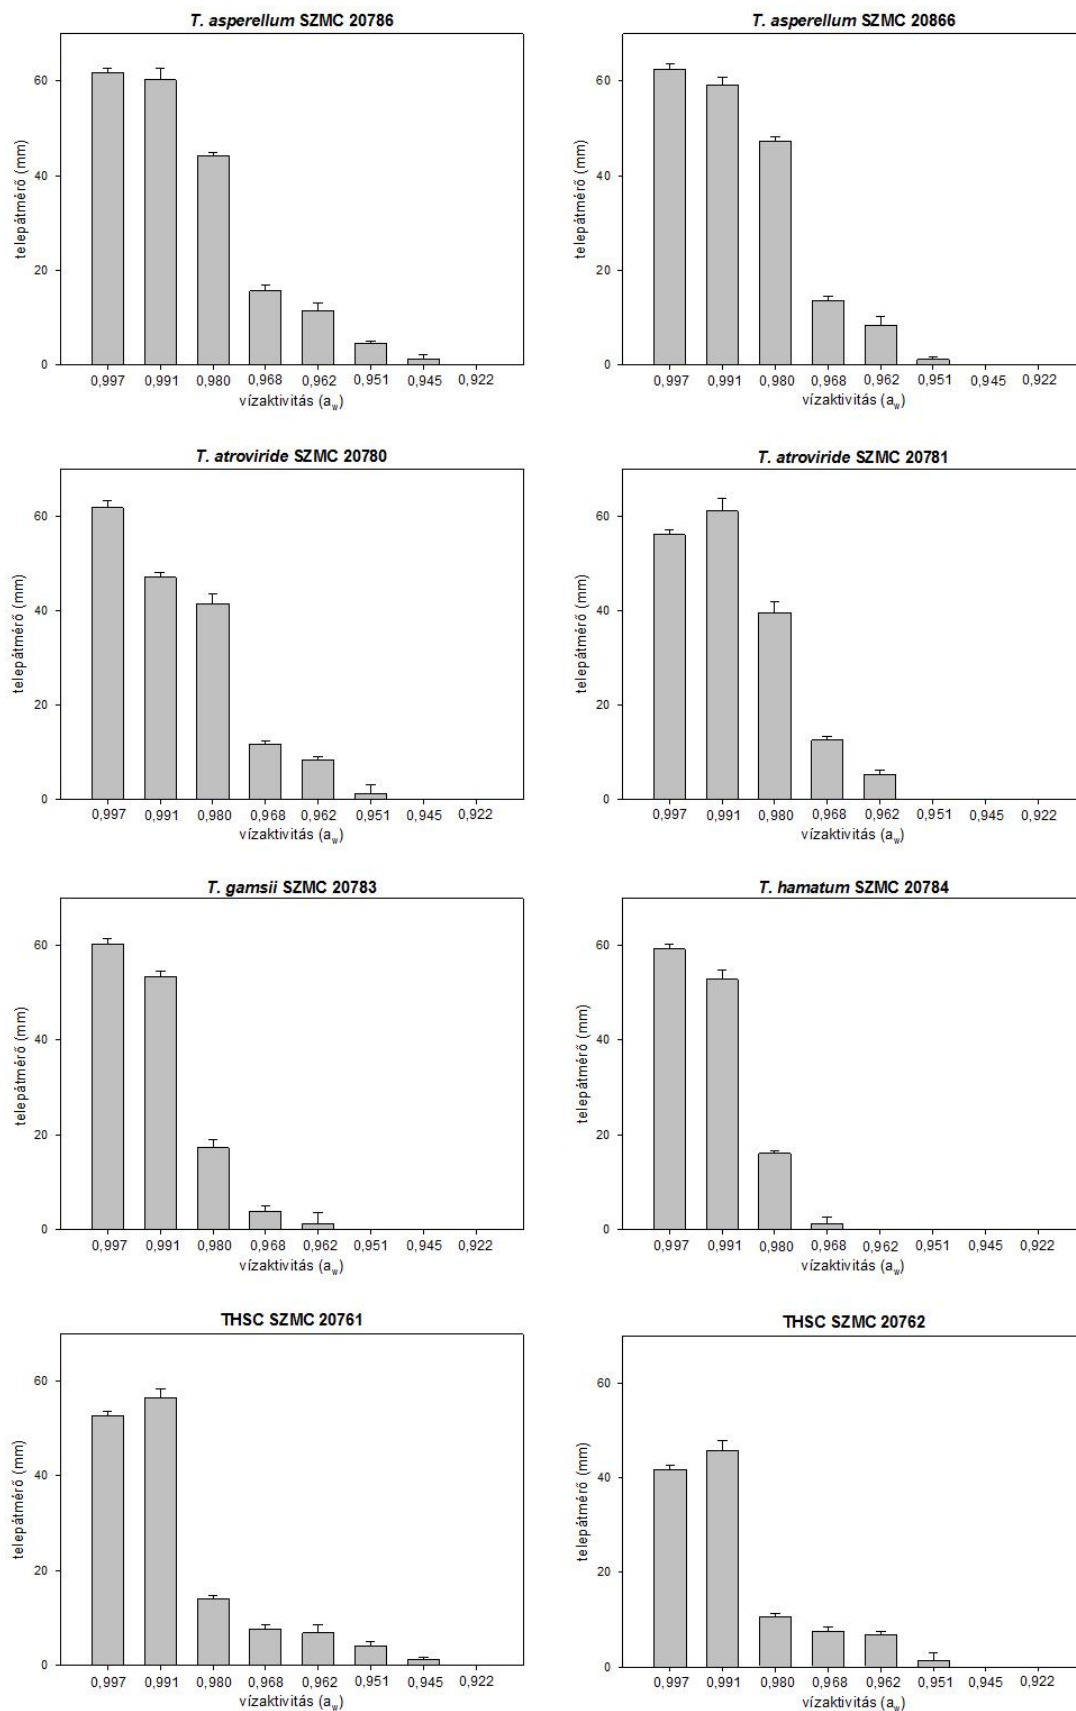 T. asperellum SZMC 20786
60
40
20
0
telepátmérő (mm)
0,997 0,991 0,980 0,968 0,962 0,951 0,945 0,922
vízaktivitás (aw)
T. asperellum SZMC 20866
60
40
20
0
telepátmérő (mm)
0,997 0,991 0,980 0,968 0,962 0,951 0,945 0,922
vízaktivitás (aw)
T. atroviride SZMC 20780
60
40
20
0
telepátmérő (mm)
0,997 0,991 0,980 0,968 0,962 0,951 0,945 0,922
vízaktivitás (aw)
T. atroviride SZMC 20781
60
40
20
0
telepátmérő (mm)
0,997 0,991 0,980 0,968 0,962 0,951 0,945 0,922
vízaktivitás (aw)
T. gamsii SZMC 20783
60
40
20
0
telepátmérő (mm)
0,997 0,991 0,980 0,968 0,962 0,951 0,945 0,922
vízaktivitás (aw)
T. hamatum SZMC 20784
60
40
20
0
telepátmérő (mm)
0,997 0,991 0,980 0,968 0,962 0,951 0,945 0,922
vízaktivitás (aw)
THSC SZMC 20761
60
40
20
0
telepátmérő (mm)
0,997 0,991 0,980 0,968 0,962 0,951 0,945 0,922
vízaktivitás (aw)
THSC SZMC 20762
60
40
20
0
telepátmérő (mm)
0,997 0,991 0,980 0,968 0,962 0,951 0,945 0,922
vízaktivitás (aw)